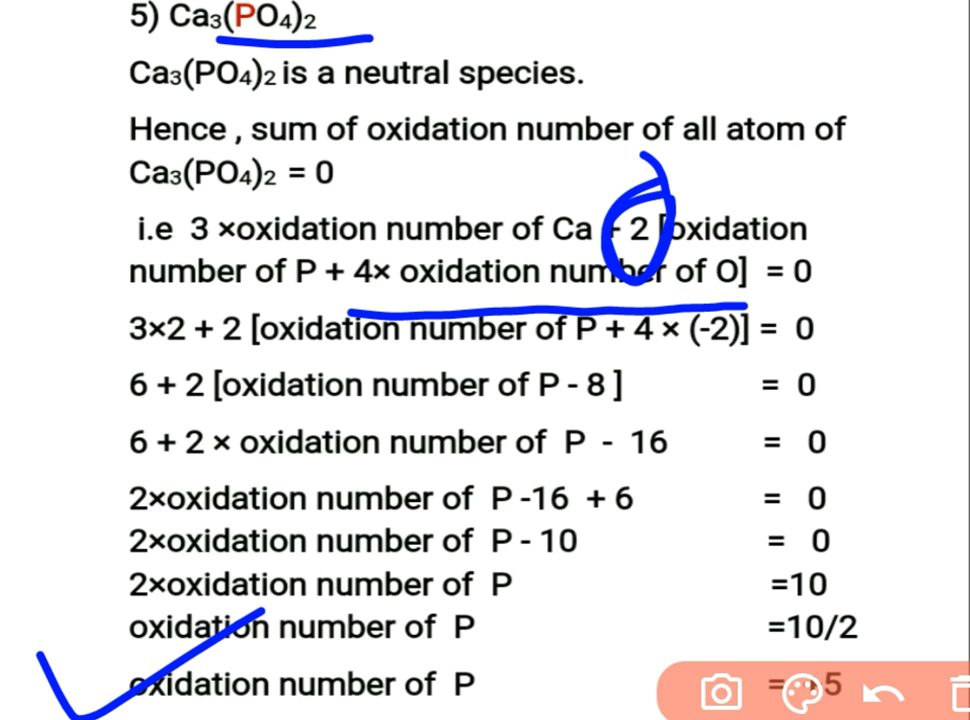 5) Ca₃(PO₄)₂
Ca₃(PO₄)₂ is a neutral species.
Hence , sum of oxidation number of all atom of
Ca₃(PO₄)₂ = 0
i.e 3 ×oxidation number of Ca + 2 [oxidation
number of P + 4× oxidation number of O] = 0
3×2 + 2 [oxidation number of P + 4 × (-2)] = 0
6 + 2 [oxidation number of P - 8 ] = 0
6 + 2 × oxidation number of P - 16 = 0
2×oxidation number of P -16 + 6 = 0
2×oxidation number of P - 10 = 0
2×oxidation number of P =10
oxidation number of P =10/2
oxidation number of P = +5